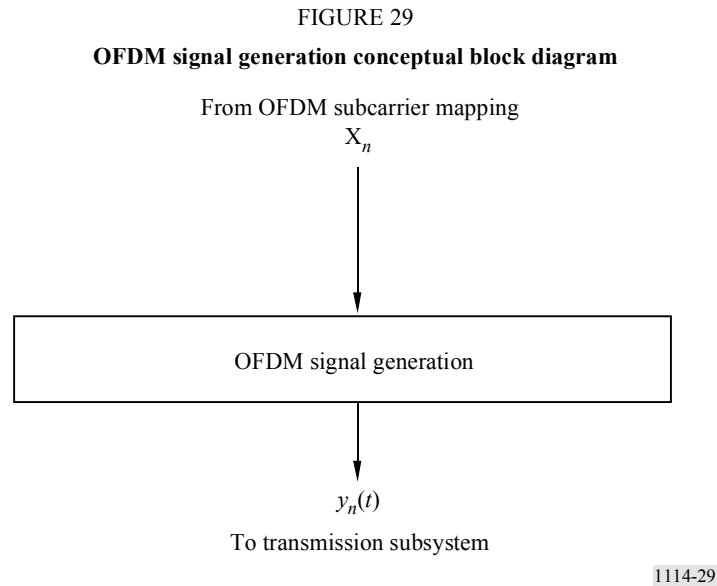 FIGURE 29
OFDM signal generation conceptual block diagram
From OFDM subcarrier mapping
Xₙ
OFDM signal generation
yₙ(t)
To transmission subsystem
1114-29